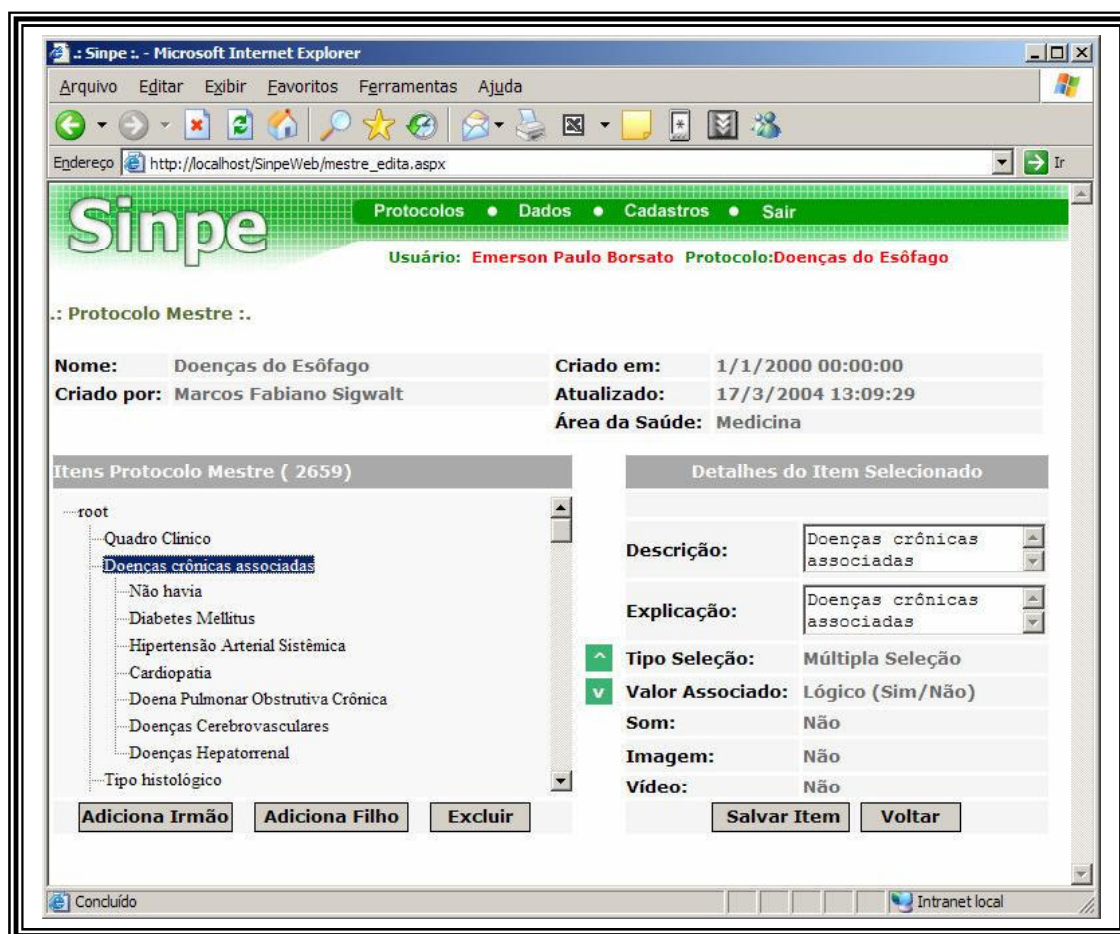 .: Sinpe :. - Microsoft Internet Explorer
Arquivo Editar Exibir Favoritos Ferramentas Ajuda
Endereço http://localhost/SinpeWeb/mestre_edita.aspx Ir
Sinpe
Protocolos • Dados • Cadastros • Sair
Usuário: Emerson Paulo Borsato Protocolo:Doenças do Esôfago
.: Protocolo Mestre :.
Nome: Doenças do Esôfago Criado em: 1/1/2000 00:00:00
Criado por: Marcos Fabiano Sigwalt Atualizado: 17/3/2004 13:09:29
Área da Saúde: Medicina
Itens Protocolo Mestre ( 2659)
root
Quadro Clinico
Doenças crônicas associadas
Não havia
Diabetes Mellitus
Hipertensão Arterial Sistêmica
Cardiopatia
Doena Pulmonar Obstrutiva Crônica
Doenças Cerebrovasculares
Doenças Hepatorrenal
Tipo histológico
Adiciona Irmão Adiciona Filho Excluir
^
v
Detalhes do Item Selecionado
Descrição: Doenças crônicas
associadas
Explicação: Doenças crônicas
associadas
Tipo Seleção: Múltipla Seleção
Valor Associado: Lógico (Sim/Não)
Som: Não
Imagem: Não
Vídeo: Não
Salvar Item Voltar
Concluído Intranet local